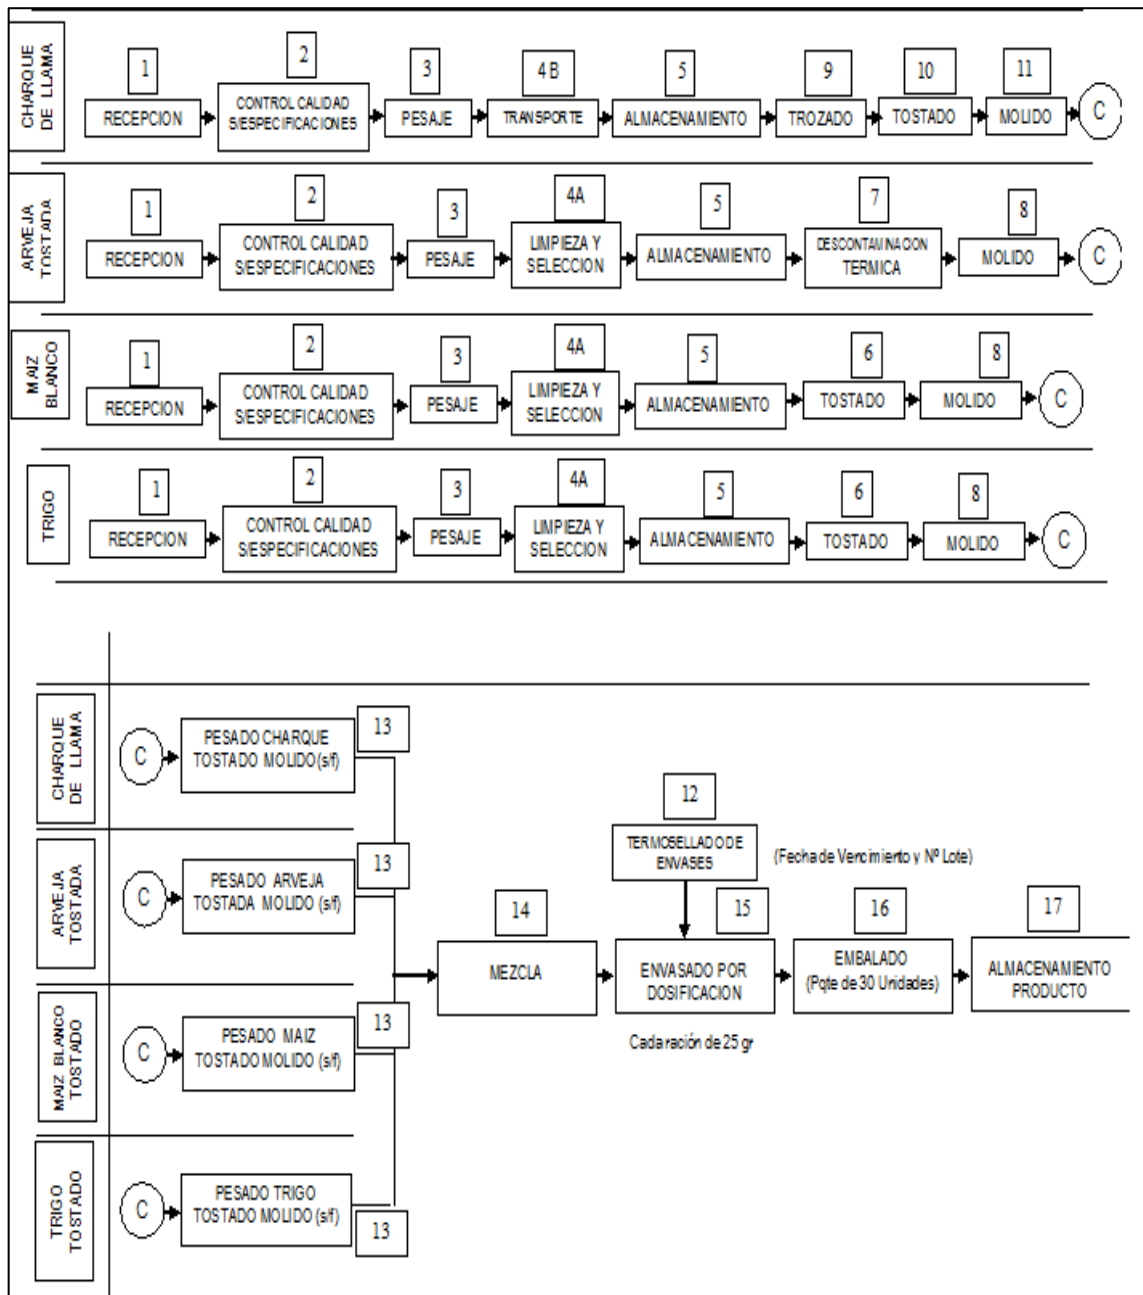 CHARQUE
DE LLAMA
1
2
3
4B
5
9
10
11
RECEPCION
CONTROL CALIDAD
S/ESPECIFICACIONES
PESAJE
TRANSPORTE
ALMACENAMIENTO
TROZADO
TOSTADO
MOLIDO
C
ARVEJA
TOSTADA
1
2
3
4A
5
7
8
RECEPCION
CONTROL CALIDAD
S/ESPECIFICACIONES
PESAJE
LIMPIEZA Y
SELECCION
ALMACENAMIENTO
DESCONTAMINACION
TERMICA
MOLIDO
C
MAIZ
BLANCO
1
2
3
4A
5
6
8
RECEPCION
CONTROL CALIDAD
S/ESPECIFICACIONES
PESAJE
LIMPIEZA Y
SELECCION
ALMACENAMIENTO
TOSTADO
MOLIDO
C
TRIGO
1
2
3
4A
5
6
8
RECEPCION
CONTROL CALIDAD
S/ESPECIFICACIONES
PESAJE
LIMPIEZA Y
SELECCION
ALMACENAMIENTO
TOSTADO
MOLIDO
C
CHARQUE
DE LLAMA
C
PESADO CHARQUE
TOSTADO MOLIDO (s/f)
13
ARVEJA
TOSTADA
C
PESADO ARVEJA
TOSTADA MOLIDO (s/f)
13
MAIZ BLANCO
TOSTADO
C
PESADO MAIZ
TOSTADO MOLIDO (s/f)
13
TRIGO
TOSTADO
C
PESADO TRIGO
TOSTADO MOLIDO (s/f)
13
12
TERMOSELLADO DE
ENVASES
(Fecha de Vencimiento y Nº Lote)
14
MEZCLA
15
ENVASADO POR
DOSIFICACION
Cada ración de 25 gr
16
EMBALADO
(Pqte de 30 Unidades)
17
ALMACENAMIENTO
PRODUCTO